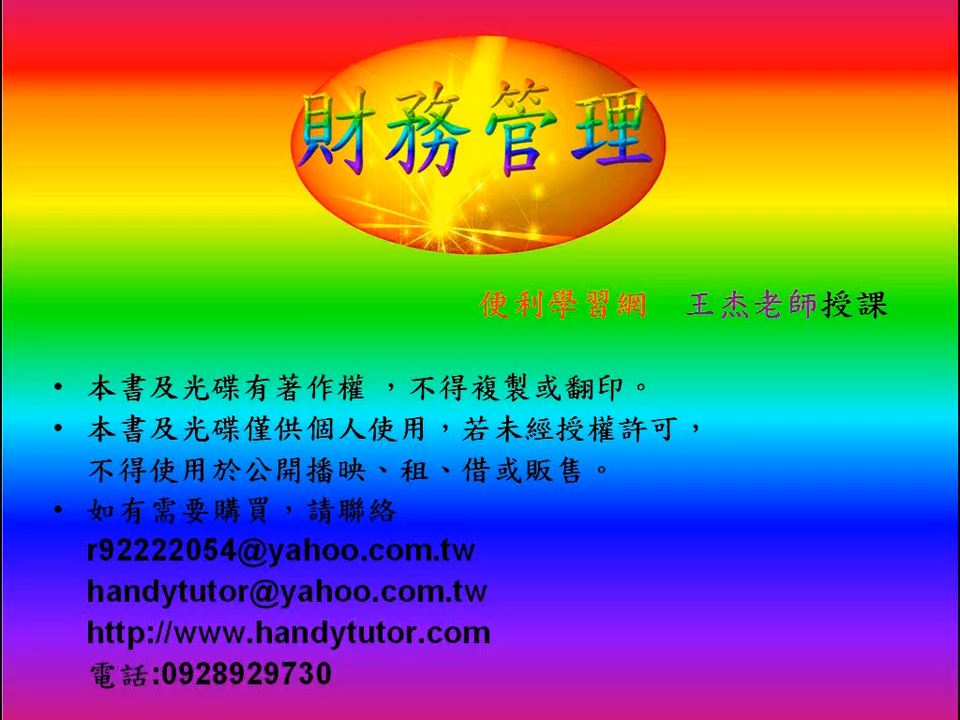 財務管理
便利學習網 王杰老師授課
• 本書及光碟有著作權 ，不得複製或翻印。
• 本書及光碟僅供個人使用，若未經授權許可，
不得使用於公開播映、租、借或販售。
• 如有需要購買，請聯絡
r92222054@yahoo.com.tw
handytutor@yahoo.com.tw
http://www.handytutor.com
電話:0928929730